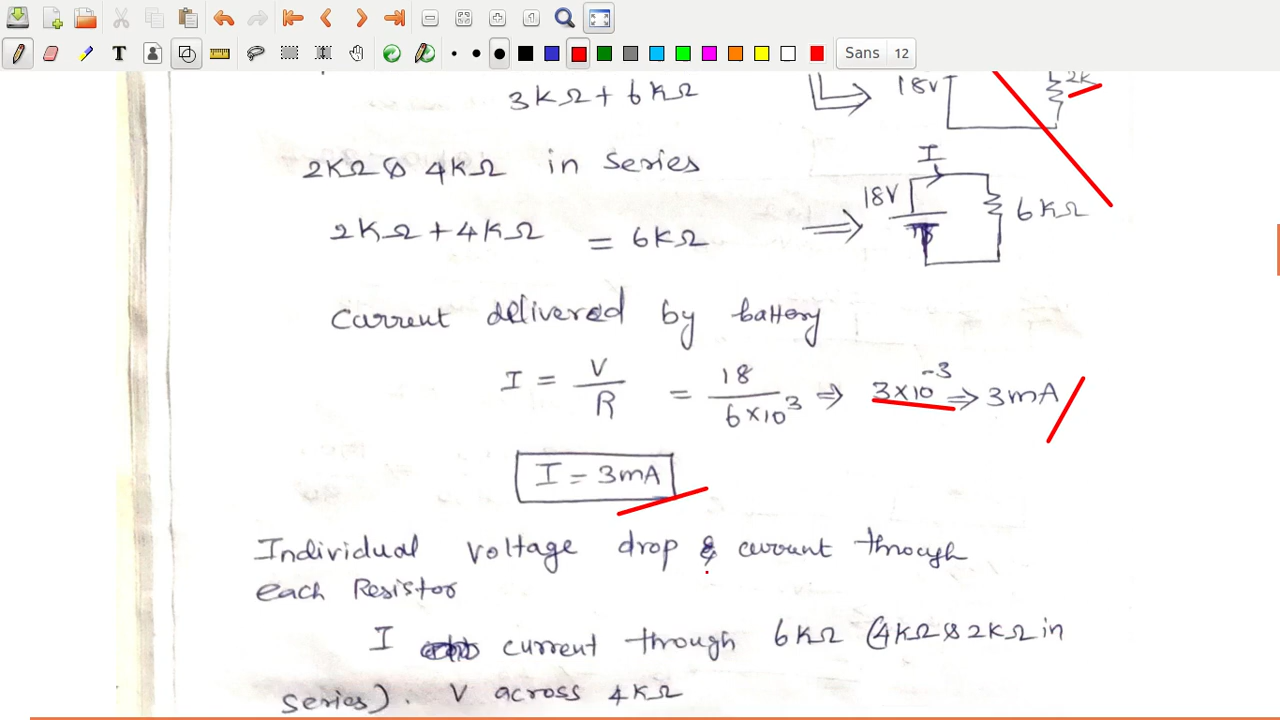 T
Sans 12
3KΩ + 6KΩ
18V
2K
2KΩ & 4KΩ in Series
I
18V
6KΩ
2KΩ + 4KΩ = 6KΩ
Current delivered by battery
I = V/R = 18/6×10³ ⇒ 3×10⁻³ ⇒ 3mA
I = 3mA
Individual voltage drop & current through
each Resistor
I current through 6KΩ (4KΩ & 2KΩ in
series). V across 4KΩ